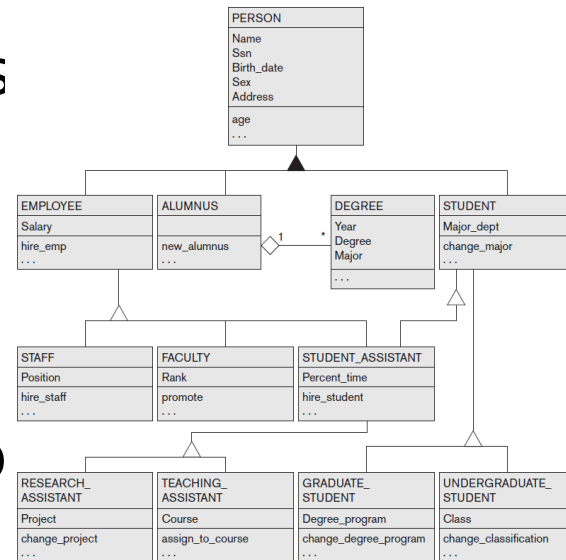 s
PERSON
Name
Ssn
Birth_date
Sex
Address
age
...
EMPLOYEE
Salary
hire_emp
...
ALUMNUS
new_alumnus
...
1
*
DEGREE
Year
Degree
Major
...
STUDENT
Major_dept
change_major
...
STAFF
Position
hire_staff
...
FACULTY
Rank
promote
...
STUDENT_ASSISTANT
Percent_time
hire_student
...
RESEARCH_
ASSISTANT
Project
change_project
...
TEACHING_
ASSISTANT
Course
assign_to_course
...
GRADUATE_
STUDENT
Degree_program
change_degree_program
...
UNDERGRADUATE_
STUDENT
Class
change_classification
...